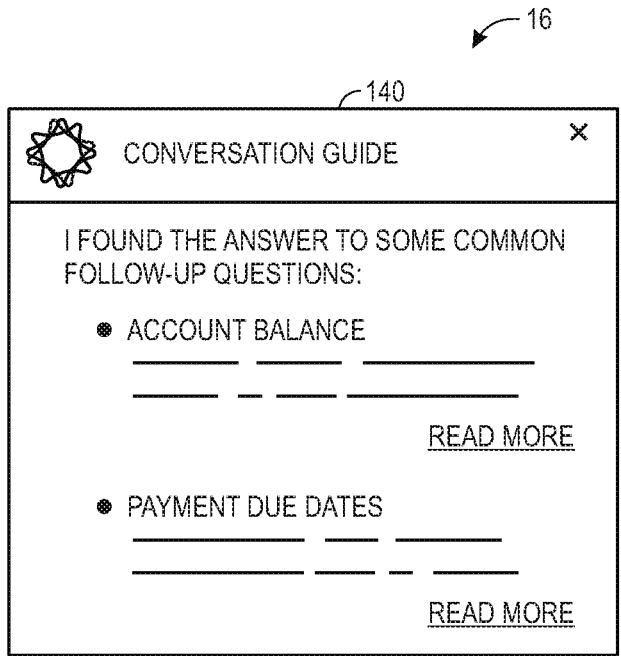 16
140
CONVERSATION GUIDE ×
I FOUND THE ANSWER TO SOME COMMON
FOLLOW-UP QUESTIONS:
ACCOUNT BALANCE
READ MORE
PAYMENT DUE DATES
READ MORE